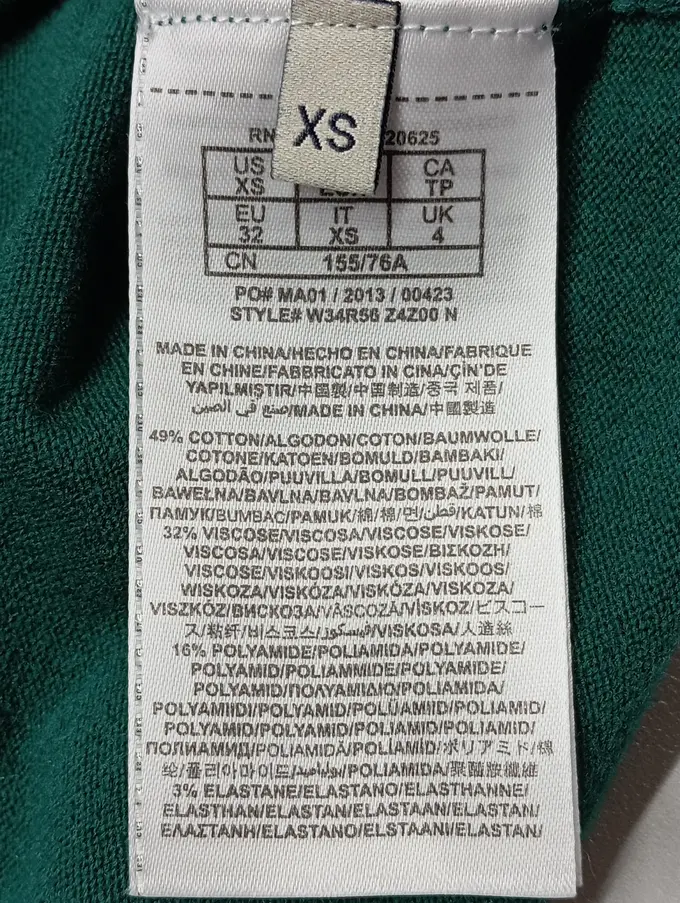 XS
RN 20625
US CA
XS TP
EU IT UK
32 XS 4
CN 155/76A
PO# MA01 / 2013 / 00423
STYLE# W34R56 Z4Z00 N
MADE IN CHINA/HECHO EN CHINA/FABRIQUE
EN CHINE/FABBRICATO IN CINA/ÇİN'DE
YAPILMIŞTIR/中國製/中国制造/중국 제품/
صنع في الصين/MADE IN CHINA/中國製造
49% COTTON/ALGODON/COTON/BAUMWOLLE/
COTONE/KATOEN/BOMULD/BAMBAKI/
ALGODÃO/PUUVILLA/BOMULL/PUUVILL/
BAWEŁNA/BAVLNA/BAVLNA/BOMBAŽ/PAMUT/
ПАМУК/BUMBAC/PAMUK/綿/棉/면/قطن/KATUN/棉
32% VISCOSE/VISCOSA/VISCOSE/VISKOSE/
VISCOSA/VISCOSE/VISKOSE/ΒΙΣΚΟΖΗ/
VISCOSE/VISKOOSI/VISKOS/VISKOOS/
WISKOZA/VISKÓZA/VISKÓZA/VISKOZA/
VISZKÓZ/ВИСКОЗА/VÂSCOZĂ/VİSKOZ/ビスコー
ス/粘纤/비스코스/فيسكوز/VISKOSA/人造絲
16% POLYAMIDE/POLIAMIDA/POLYAMIDE/
POLYAMID/POLIAMMIDE/POLYAMIDE/
POLYAMID/ΠΟΛΥΑΜΙΔΙΟ/POLIAMIDA/
POLYAMIIDI/POLYAMID/POLÜAMIID/POLIAMID/
POLYAMID/POLYAMID/POLIAMID/POLIAMID/
ПОЛИАМИД/POLIAMIDĂ/POLİAMİD/ポリアミド/锦
纶/폴리아마이드/بولياميد/POLIAMIDA/聚醯胺纖維
3% ELASTANE/ELASTANO/ELASTHANNE/
ELASTHAN/ELASTAN/ELASTAAN/ELASTAN/
ΕΛΑΣΤΑΝΗ/ELASTANO/ELSTAANI/ELASTAN/